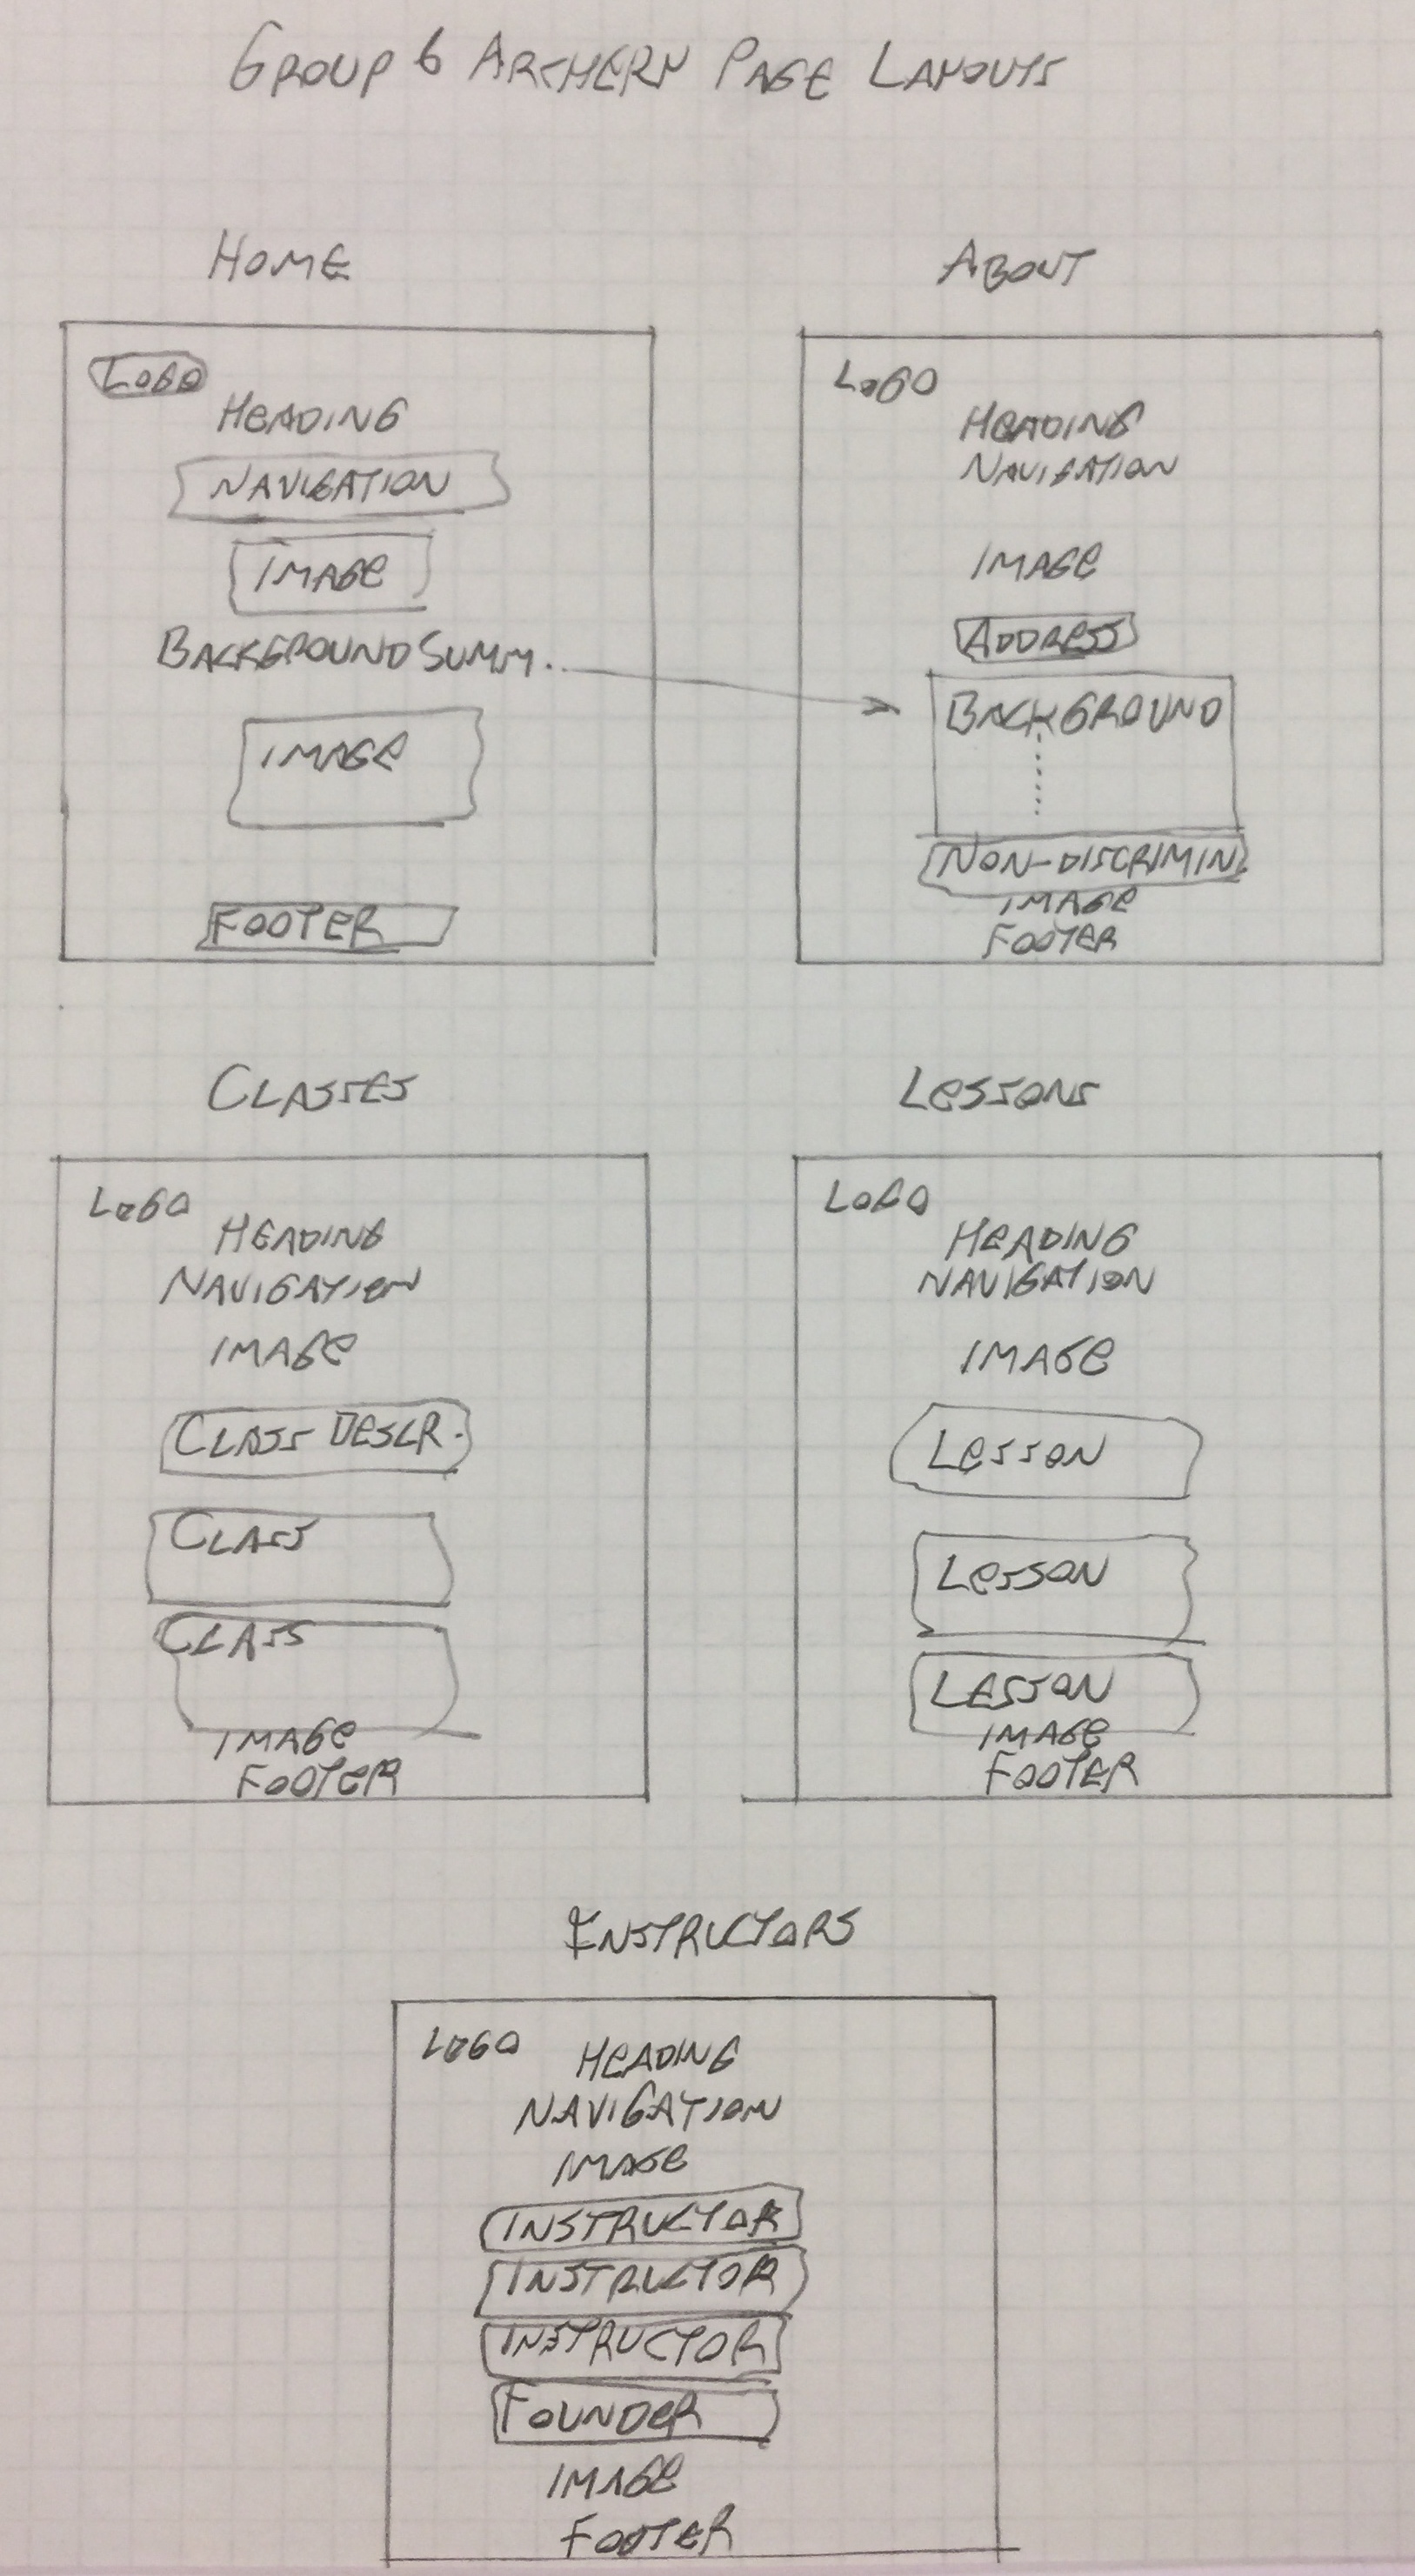 GROUP 6 ARCHERY PAGE LAYOUTS
HOME
LOGO
HEADING
NAVIGATION
IMAGE
BACKGROUND SUMM...
IMAGE
FOOTER
ABOUT
LOGO
HEADING
NAVIGATION
IMAGE
ADDRESS
BACKGROUND
NON-DISCRIMIN.
IMAGE
FOOTER
CLASSES
LOGO
HEADING
NAVIGATION
IMAGE
CLASS DESCR.
CLASS
CLASS
IMAGE
FOOTER
LESSONS
LOGO
HEADING
NAVIGATION
IMAGE
LESSON
LESSON
LESSON
IMAGE
FOOTER
INSTRUCTORS
LOGO HEADING
NAVIGATION
IMAGE
INSTRUCTOR
INSTRUCTOR
INSTRUCTOR
FOUNDER
IMAGE
FOOTER